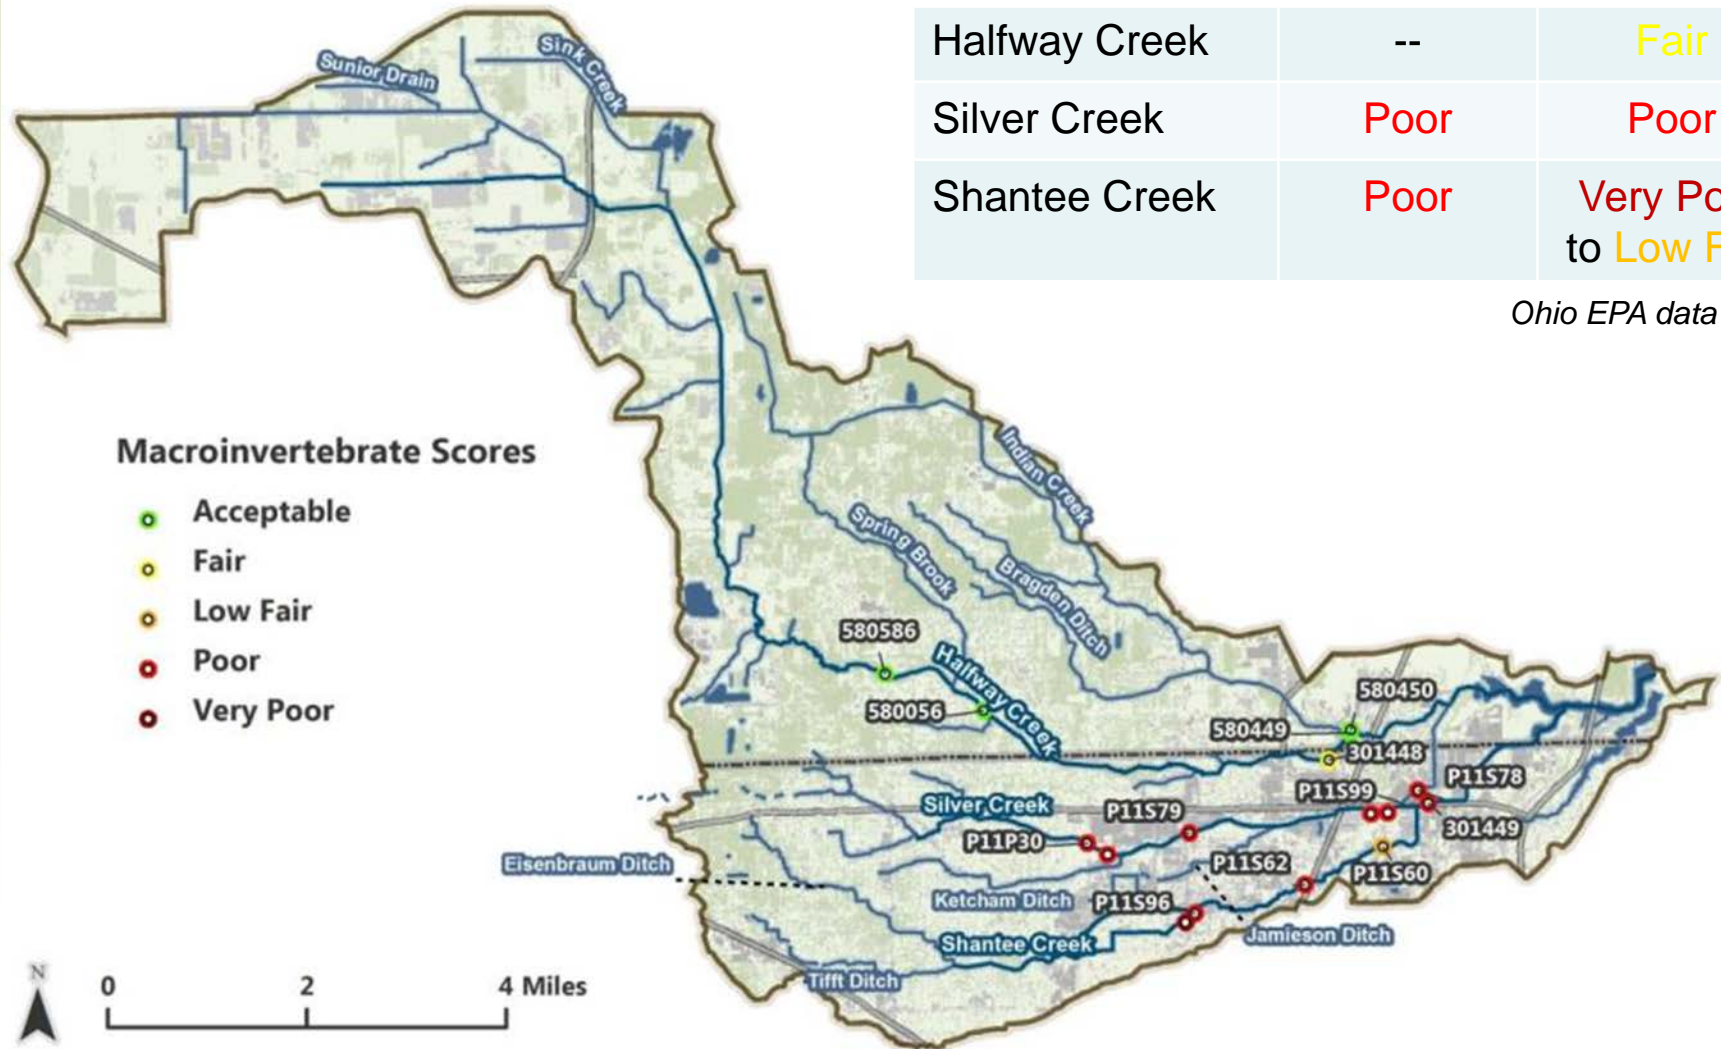 Halfway Creek -- Fair
Silver Creek Poor Poor
Shantee Creek Poor Very Po
to Low F
Ohio EPA data
Sunior Drain
Sink Creek
Macroinvertebrate Scores
Acceptable
Fair
Low Fair
Poor
Very Poor
Indian Creek
Spring Brook
Bragden Ditch
580586
Halfway Creek
580056
580450
580449
301448
P11S78
P11S99
Silver Creek
P11S79
301449
P11P30
P11S62
P11S60
Eisenbraum Ditch
Ketcham Ditch
P11S96
Shantee Creek
Jamieson Ditch
Tifft Ditch
N
0 2 4 Miles